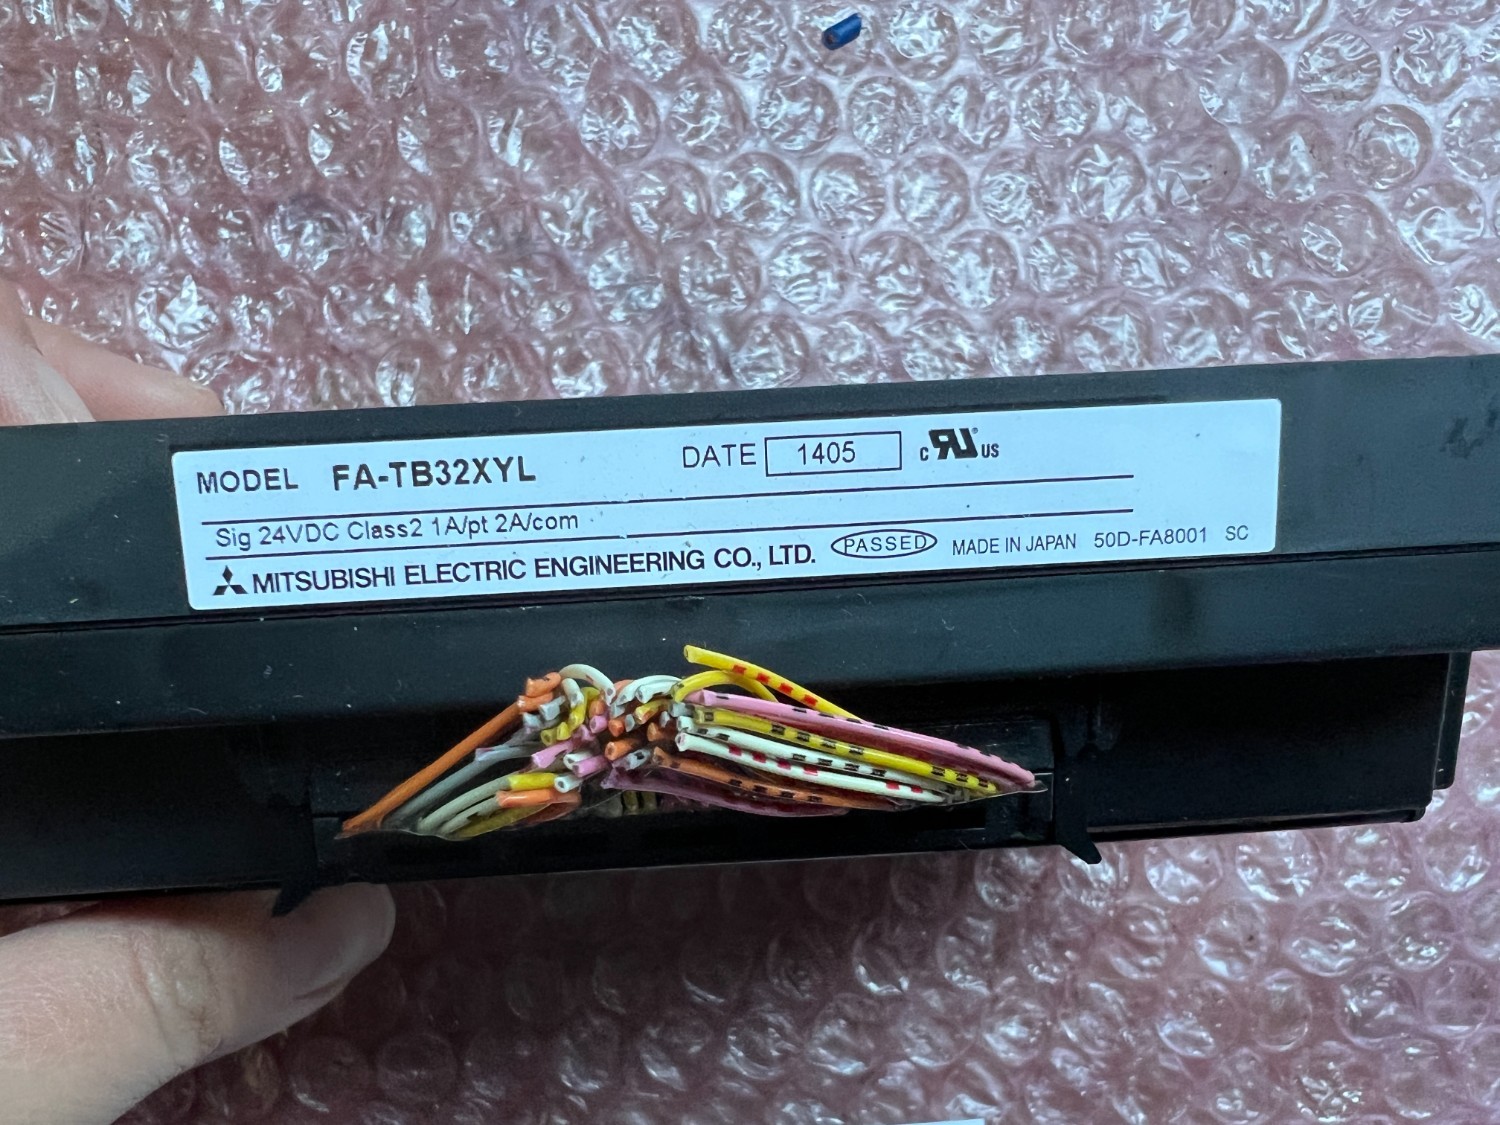 MODEL FA-TB32XYL DATE 1405 c RU® US
Sig 24VDC Class2 1A/pt 2A/com
MITSUBISHI ELECTRIC ENGINEERING CO., LTD. PASSED MADE IN JAPAN 50D-FA8001 SC